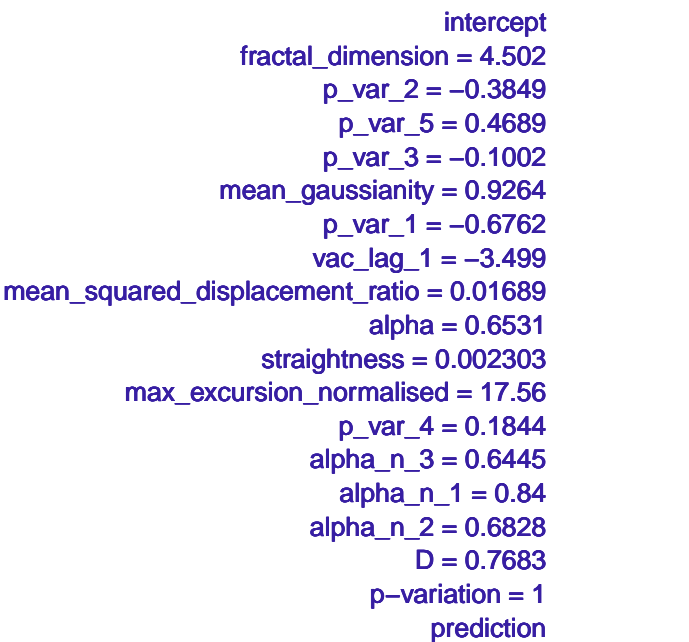 intercept
fractal_dimension = 4.502
p_var_2 = −0.3849
p_var_5 = 0.4689
p_var_3 = −0.1002
mean_gaussianity = 0.9264
p_var_1 = −0.6762
vac_lag_1 = −3.499
mean_squared_displacement_ratio = 0.01689
alpha = 0.6531
straightness = 0.002303
max_excursion_normalised = 17.56
p_var_4 = 0.1844
alpha_n_3 = 0.6445
alpha_n_1 = 0.84
alpha_n_2 = 0.6828
D = 0.7683
p−variation = 1
prediction